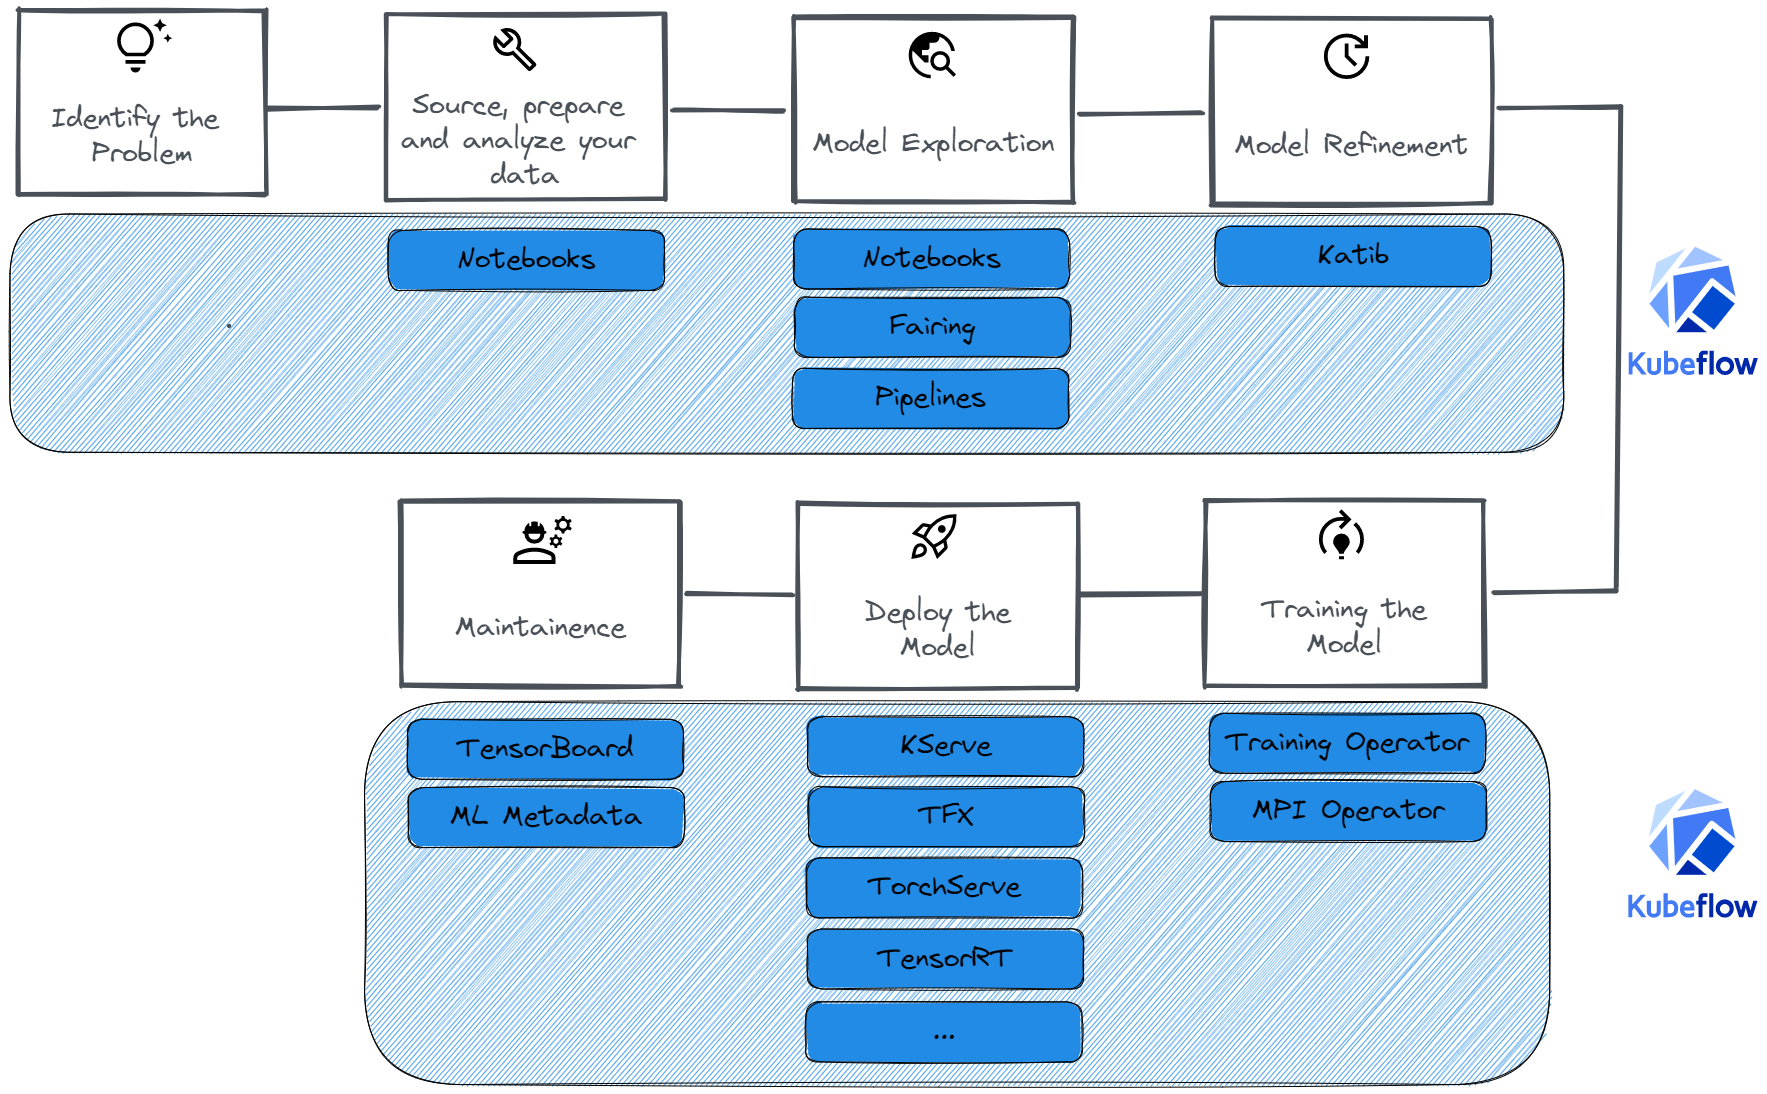 Identify the
Problem
Source, prepare
and analyze your
data
Model Exploration
Model Refinement
Notebooks
Notebooks
Fairing
Pipelines
Katib
Kubeflow
Maintainence
Deploy the
Model
Training the
Model
TensorBoard
ML Metadata
KServe
TFX
TorchServe
TensorRT
...
Training Operator
MPI Operator
Kubeflow